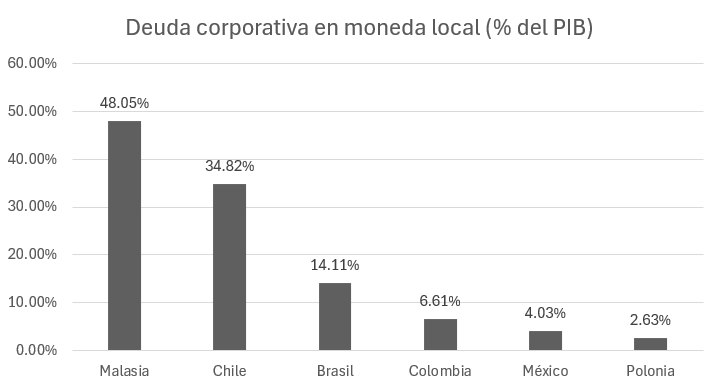 Deuda corporativa en moneda local (% del PIB)
60.00%
50.00%
40.00%
30.00%
20.00%
10.00%
0.00%
48.05%
34.82%
14.11%
6.61%
4.03%
2.63%
Malasia
Chile
Brasil
Colombia
México
Polonia